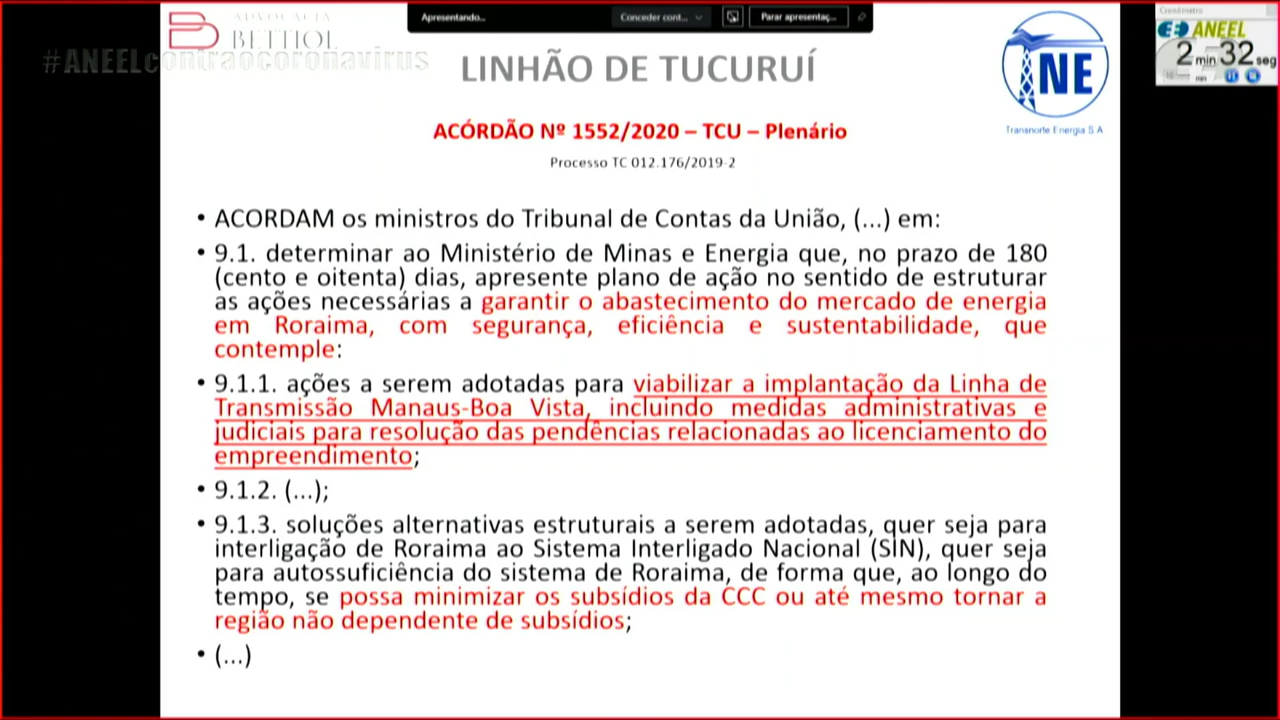 Apresentando...
Conceder cont...
Parar apresentaç...
Cronômetro
ADVOCACIA
BETTIOL
#ANEELcontraocoronavirus
ANEEL
2 min 32 seg
min
LINHÃO DE TUCURUÍ
TNE
Transnorte Energia S A
ACÓRDÃO Nº 1552/2020 – TCU – Plenário
Processo TC 012.176/2019-2
• ACORDAM os ministros do Tribunal de Contas da União, (...) em:
• 9.1. determinar ao Ministério de Minas e Energia que, no prazo de 180
(cento e oitenta) dias, apresente plano de ação no sentido de estruturar
as ações necessárias a garantir o abastecimento do mercado de energia
em Roraima, com segurança, eficiência e sustentabilidade, que
contemple:
• 9.1.1. ações a serem adotadas para viabilizar a implantação da Linha de
Transmissão Manaus-Boa Vista, incluindo medidas administrativas e
judiciais para resolução das pendências relacionadas ao licenciamento do
empreendimento;
• 9.1.2. (...);
• 9.1.3. soluções alternativas estruturais a serem adotadas, quer seja para
interligação de Roraima ao Sistema Interligado Nacional (SIN), quer seja
para autossuficiência do sistema de Roraima, de forma que, ao longo do
tempo, se possa minimizar os subsídios da CCC ou até mesmo tornar a
região não dependente de subsídios;
• (...)